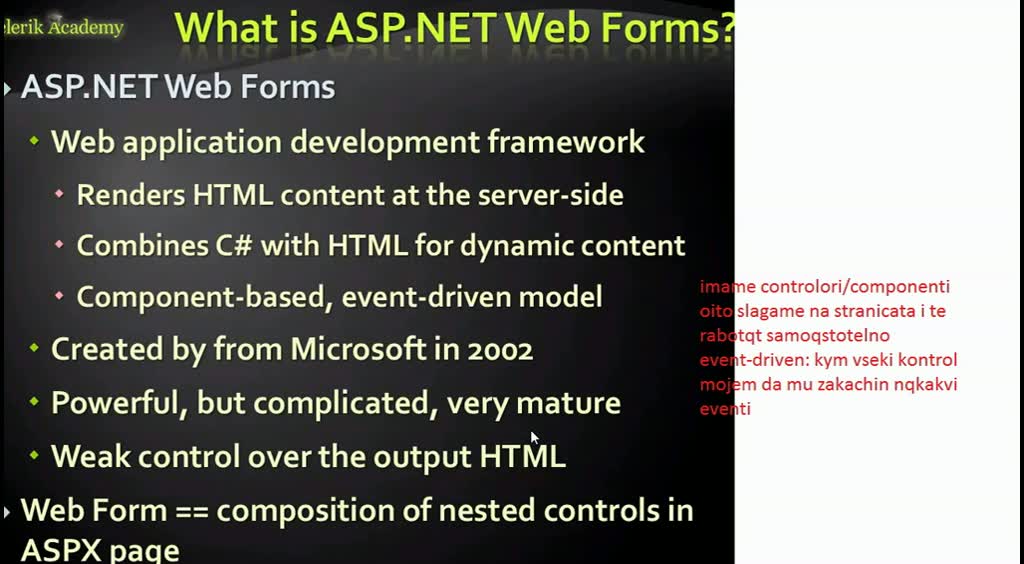 elerik Academy
What is ASP.NET Web Forms?
ASP.NET Web Forms
Web application development framework
Renders HTML content at the server-side
Combines C# with HTML for dynamic content
Component-based, event-driven model
Created by from Microsoft in 2002
Powerful, but complicated, very mature
Weak control over the output HTML
Web Form == composition of nested controls in
ASPX page
imame controlori/componenti
oito slagame na stranicata i te
rabotqt samoqstotelno
event-driven: kym vseki kontrol
mojem da mu zakachin nqkakvi
eventi